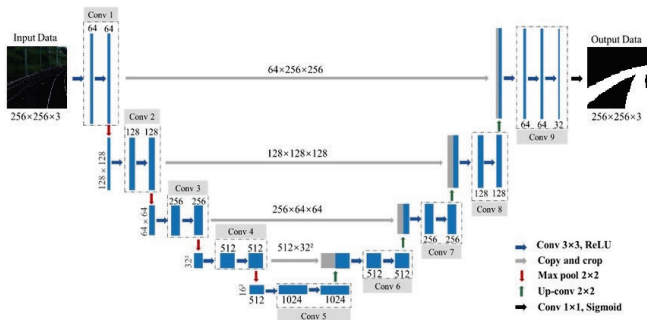 Input Data
256×256×3
Conv 1
64 64
64×256×256
Output Data
256×256×3
64 64 32
Conv 9
128 × 128
Conv 2
128 128
128×128×128
128 128
Conv 8
64 × 64
Conv 3
256 256
256×64×64
256 256
Conv 7
32²
Conv 4
512 512
512×32²
512 512
Conv 6
16²
512
1024 1024
Conv 5
Conv 3×3, ReLU
Copy and crop
Max pool 2×2
Up-conv 2×2
Conv 1×1, Sigmoid